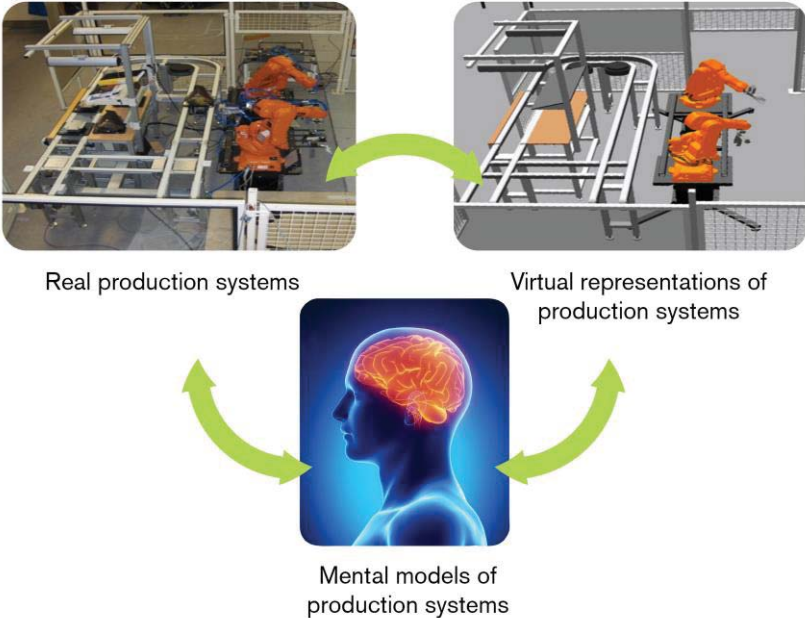 Real production systems
Virtual representations of
production systems
Mental models of
production systems